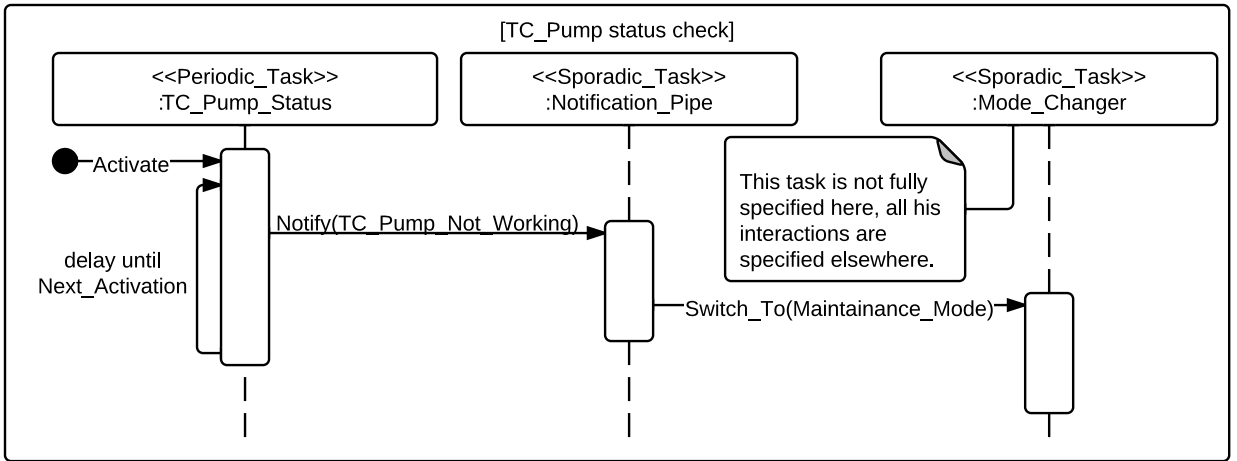 [TC_Pump status check]
<<Periodic_Task>>
:TC_Pump_Status
<<Sporadic_Task>>
:Notification_Pipe
<<Sporadic_Task>>
:Mode_Changer
Activate
This task is not fully
specified here, all his
interactions are
specified elsewhere.
Notify(TC_Pump_Not_Working)
delay until
Next_Activation
Switch_To(Maintainance_Mode)